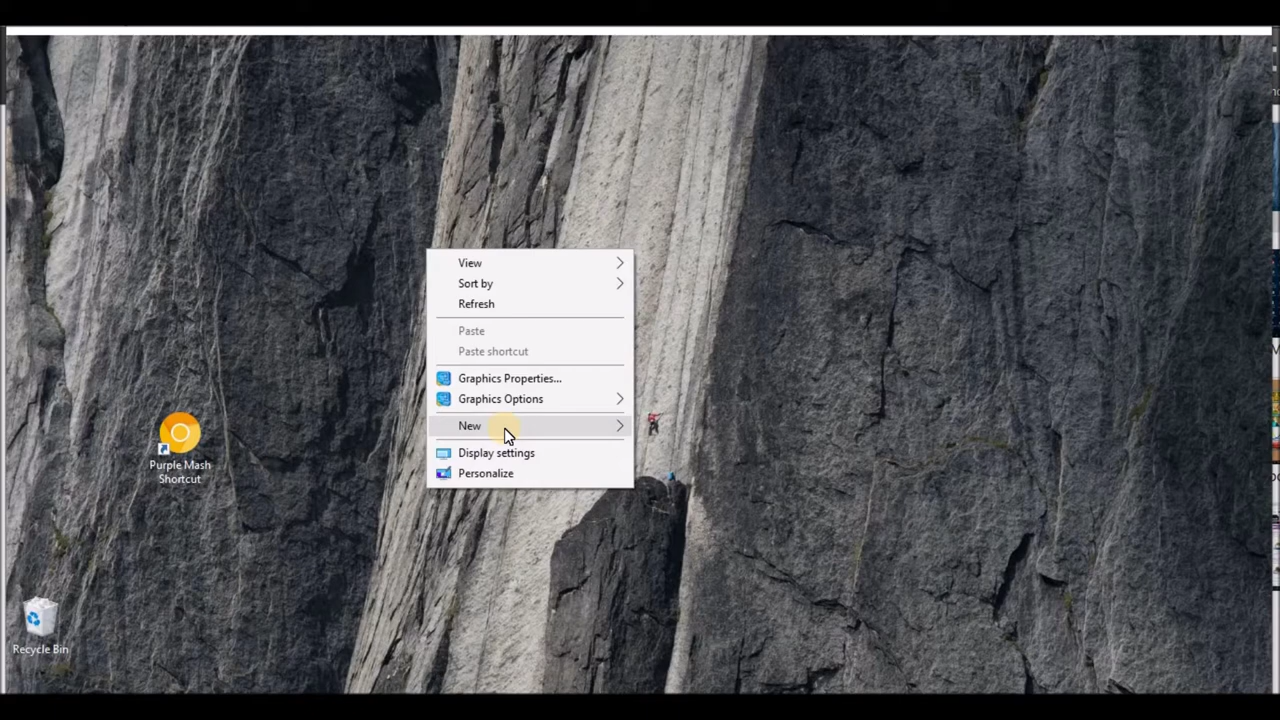 View
Sort by
Refresh
Paste
Paste shortcut
Graphics Properties...
Graphics Options
New
Display settings
Personalize
Purple Mash
Shortcut
Recycle Bin